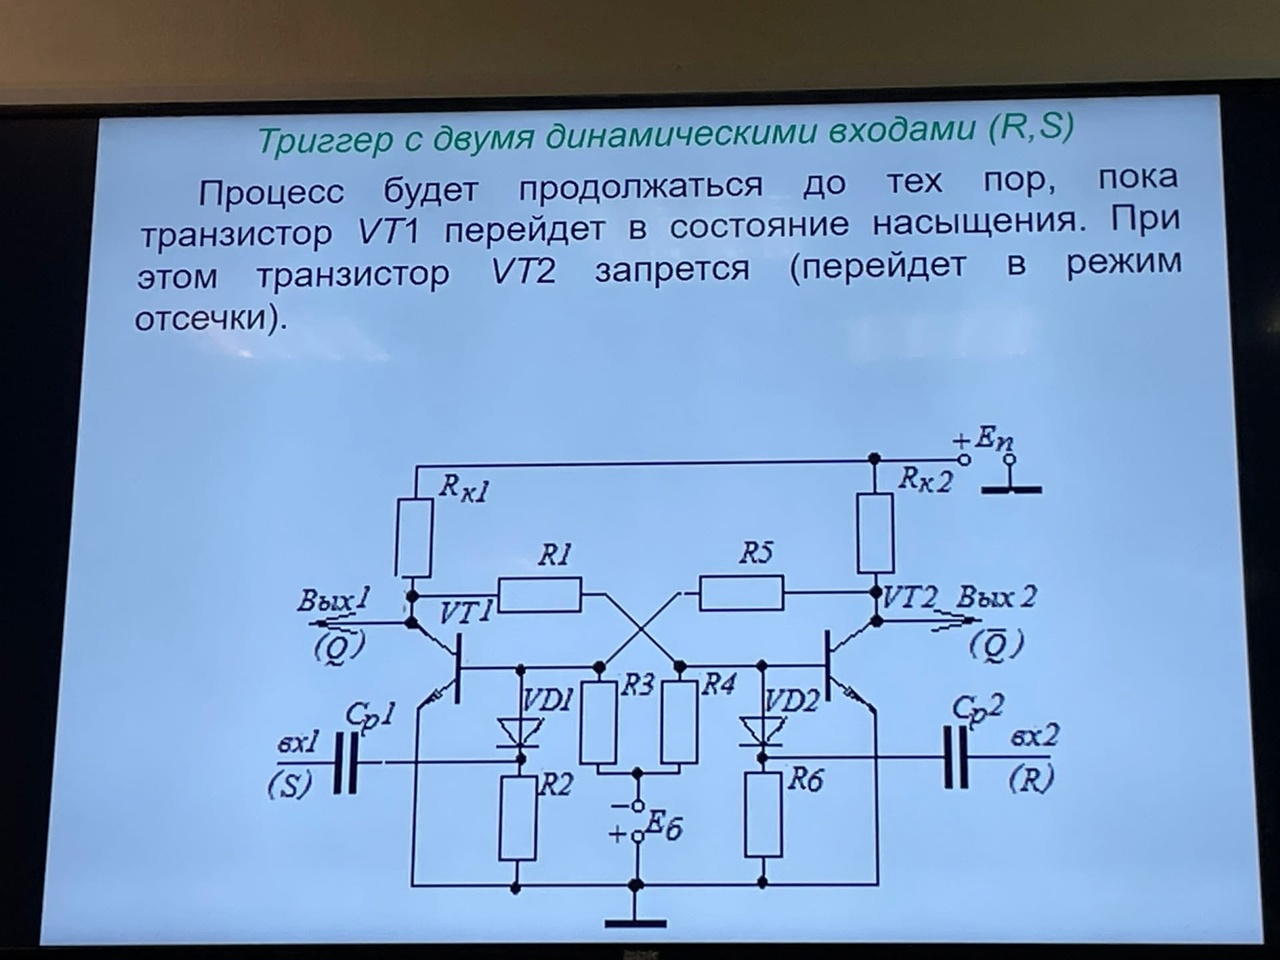 Триггер с двумя динамическими входами (R,S)
Процесс будет продолжаться до тех пор, пока
транзистор VT1 перейдет в состояние насыщения. При
этом транзистор VT2 запрется (перейдет в режим
отсечки).
+Eп
Rк1
Rк2
R1
R5
Вых1
VT1
VT2
Вых 2
(Q)
(Q̅)
R3
R4
VD1
VD2
Cр1
Cр2
вх1
вх2
(S)
(R)
R2
R6
−
+
Eб